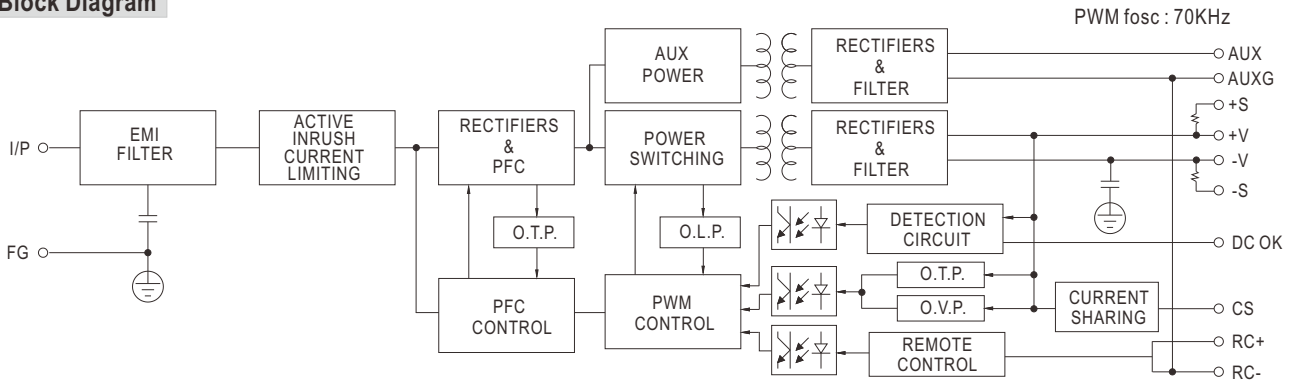 Block Diagram
PWM fosc : 70KHz
I/P
FG
EMI
FILTER
ACTIVE
INRUSH
CURRENT
LIMITING
RECTIFIERS
&
PFC
O.T.P.
PFC
CONTROL
AUX
POWER
POWER
SWITCHING
O.L.P.
PWM
CONTROL
RECTIFIERS
&
FILTER
RECTIFIERS
&
FILTER
DETECTION
CIRCUIT
O.T.P.
O.V.P.
REMOTE
CONTROL
CURRENT
SHARING
AUX
AUXG
+S
+V
-V
-S
DC OK
CS
RC+
RC-